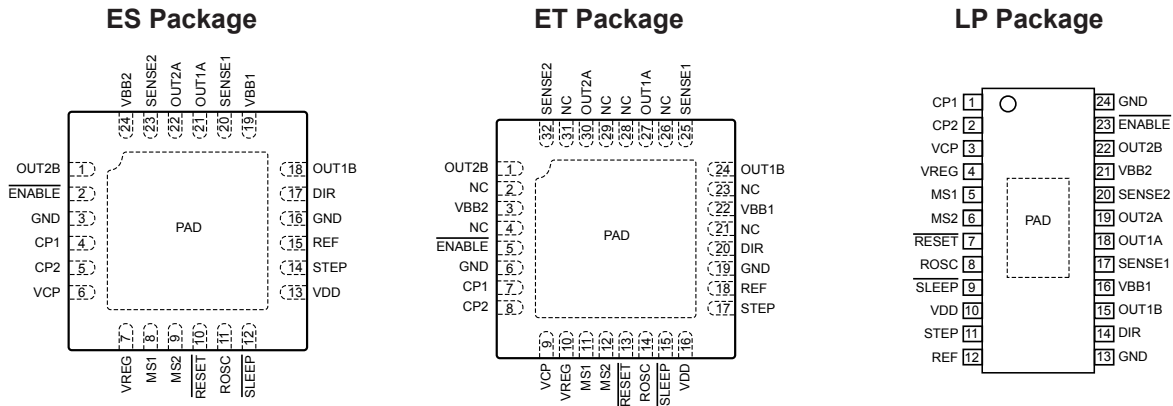 ES Package
ET Package
LP Package
VBB2
SENSE2
OUT2A
OUT1A
SENSE1
VBB1
24
23
22
21
20
19
OUT2B 1
ENABLE 2
GND 3
CP1 4
CP2 5
VCP 6
PAD
18 OUT1B
17 DIR
16 GND
15 REF
14 STEP
13 VDD
7
8
9
10
11
12
VREG
MS1
MS2
RESET
ROSC
SLEEP
SENSE2
NC
OUT2A
NC
NC
OUT1A
NC
SENSE1
32
31
30
29
28
27
26
25
OUT2B 1
NC 2
VBB2 3
NC 4
ENABLE 5
GND 6
CP1 7
CP2 8
PAD
24 OUT1B
23 NC
22 VBB1
21 NC
20 DIR
19 GND
18 REF
17 STEP
9
10
11
12
13
14
15
16
VCP
VREG
MS1
MS2
RESET
ROSC
SLEEP
VDD
CP1 1
CP2 2
VCP 3
VREG 4
MS1 5
MS2 6
RESET 7
ROSC 8
SLEEP 9
VDD 10
STEP 11
REF 12
PAD
24 GND
23 ENABLE
22 OUT2B
21 VBB2
20 SENSE2
19 OUT2A
18 OUT1A
17 SENSE1
16 VBB1
15 OUT1B
14 DIR
13 GND